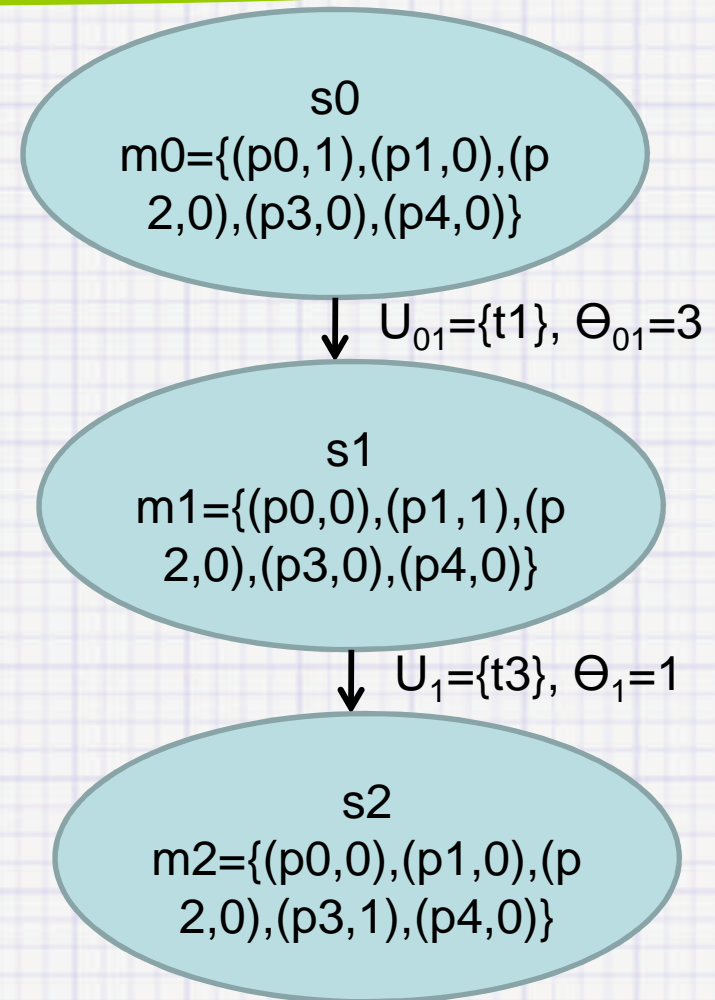 s0
m0={(p0,1),(p1,0),(p
2,0),(p3,0),(p4,0)}
U₀₁={t1}, ϴ₀₁=3
s1
m1={(p0,0),(p1,1),(p
2,0),(p3,0),(p4,0)}
U₁={t3}, ϴ₁=1
s2
m2={(p0,0),(p1,0),(p
2,0),(p3,1),(p4,0)}